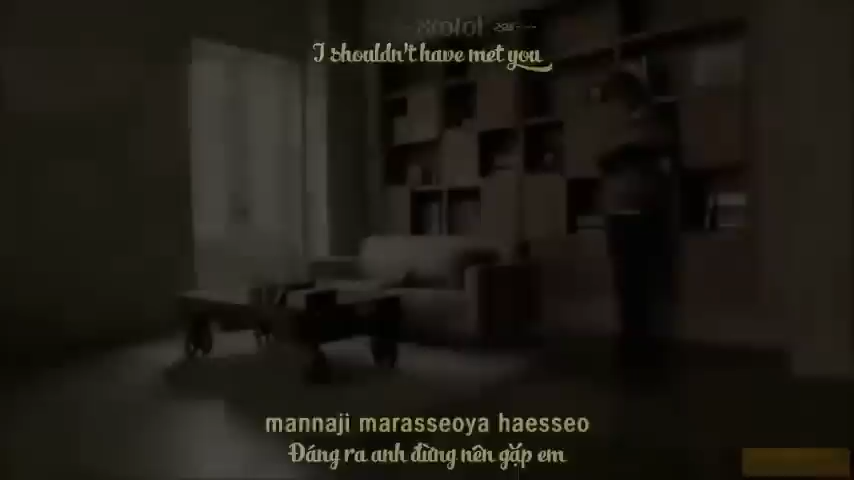 I shouldn't have met you
mannaji marasseoya haesseo
Đáng ra anh đừng nên gặp em